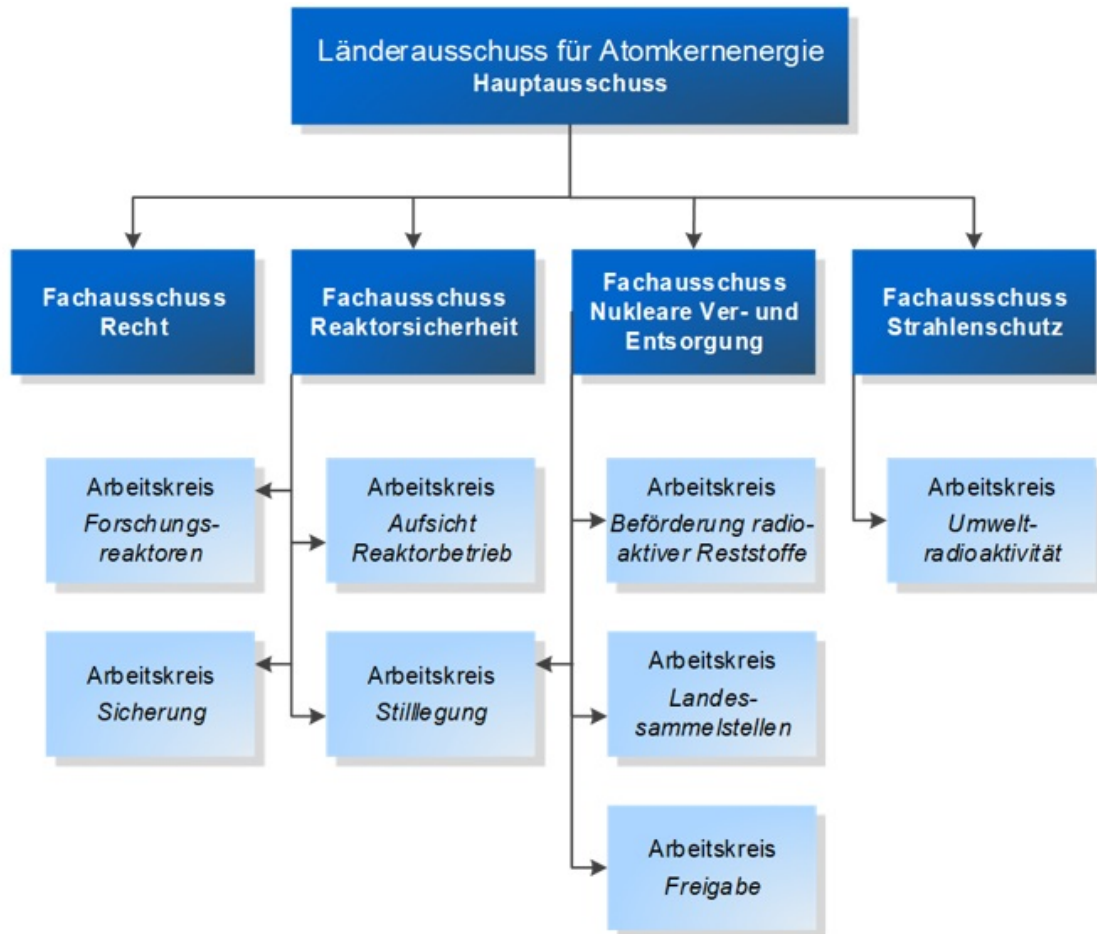 Länderausschuss für Atomkernenergie
Hauptausschuss
Fachausschuss
Recht
Fachausschuss
Reaktorsicherheit
Fachausschuss
Nukleare Ver- und
Entsorgung
Fachausschuss
Strahlenschutz
Arbeitskreis
Forschungs-
reaktoren
Arbeitskreis
Aufsicht
Reaktorbetrieb
Arbeitskreis
Beförderung radio-
aktiver Reststoffe
Arbeitskreis
Umwelt-
radioaktivität
Arbeitskreis
Sicherung
Arbeitskreis
Stilllegung
Arbeitskreis
Landes-
sammelstellen
Arbeitskreis
Freigabe